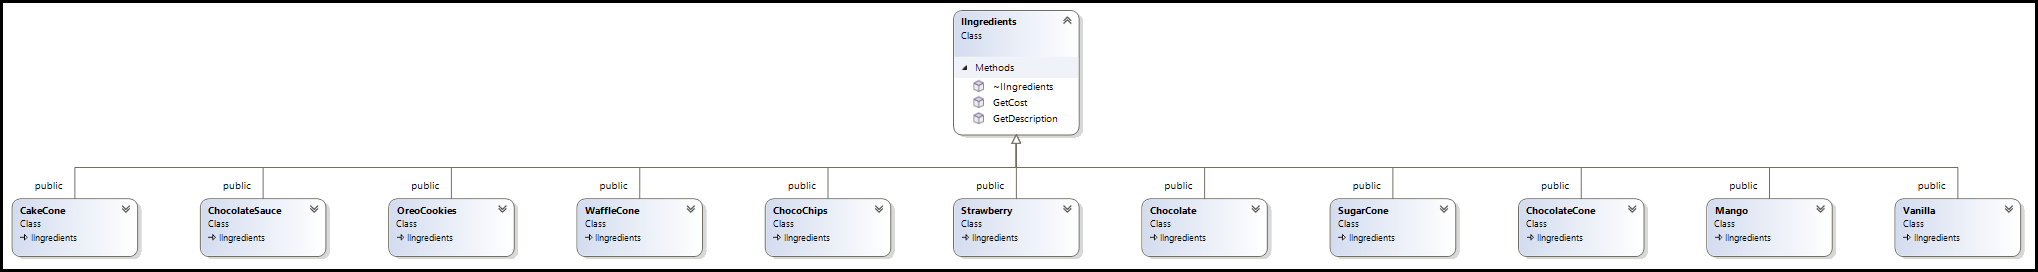 IIngredients
Class
Methods
~IIngredients
GetCost
GetDescription
public public public public public public public public public public public
CakeCone ChocolateSauce OreoCookies WaffleCone ChocoChips Strawberry Chocolate SugarCone ChocolateCone Mango Vanilla
Class Class Class Class Class Class Class Class Class Class Class
IIngredients IIngredients IIngredients IIngredients IIngredients IIngredients IIngredients IIngredients IIngredients IIngredients IIngredients